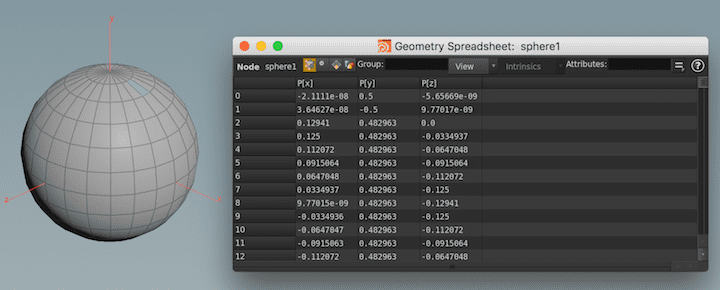 y
z
x
Geometry Spreadsheet: sphere1
Node sphere1 Group: View Intrinsics Attributes:
P[x] P[y] P[z]
0 -2.1111e-08 0.5 -5.65669e-09
1 3.64627e-08 -0.5 9.77017e-09
2 0.12941 0.482963 0.0
3 0.125 0.482963 -0.0334937
4 0.112072 0.482963 -0.0647048
5 0.0915064 0.482963 -0.0915064
6 0.0647048 0.482963 -0.112072
7 0.0334937 0.482963 -0.125
8 9.77015e-09 0.482963 -0.12941
9 -0.0334936 0.482963 -0.125
10 -0.0647047 0.482963 -0.112072
11 -0.0915063 0.482963 -0.0915064
12 -0.112072 0.482963 -0.0647048